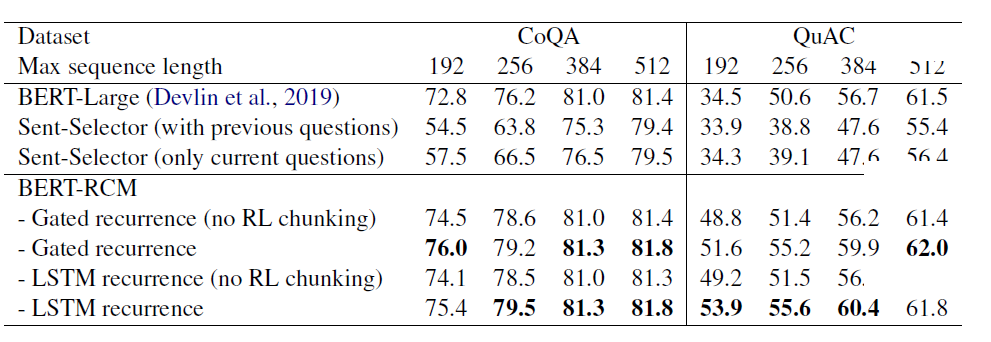 Dataset CoQA QuAC
Max sequence length 192 256 384 512 192 256 384
BERT-Large (Devlin et al., 2019) 72.8 76.2 81.0 81.4 34.5 50.6 56.7 61.5
Sent-Selector (with previous questions) 54.5 63.8 75.3 79.4 33.9 38.8 47.6 55.4
Sent-Selector (only current questions) 57.5 66.5 76.5 79.5 34.3 39.1 47.6
BERT-RCM
- Gated recurrence (no RL chunking) 74.5 78.6 81.0 81.4 48.8 51.4 56.2 61.4
- Gated recurrence 76.0 79.2 81.3 81.8 51.6 55.2 59.9 62.0
- LSTM recurrence (no RL chunking) 74.1 78.5 81.0 81.3 49.2 51.5 56.
- LSTM recurrence 75.4 79.5 81.3 81.8 53.9 55.6 60.4 61.8